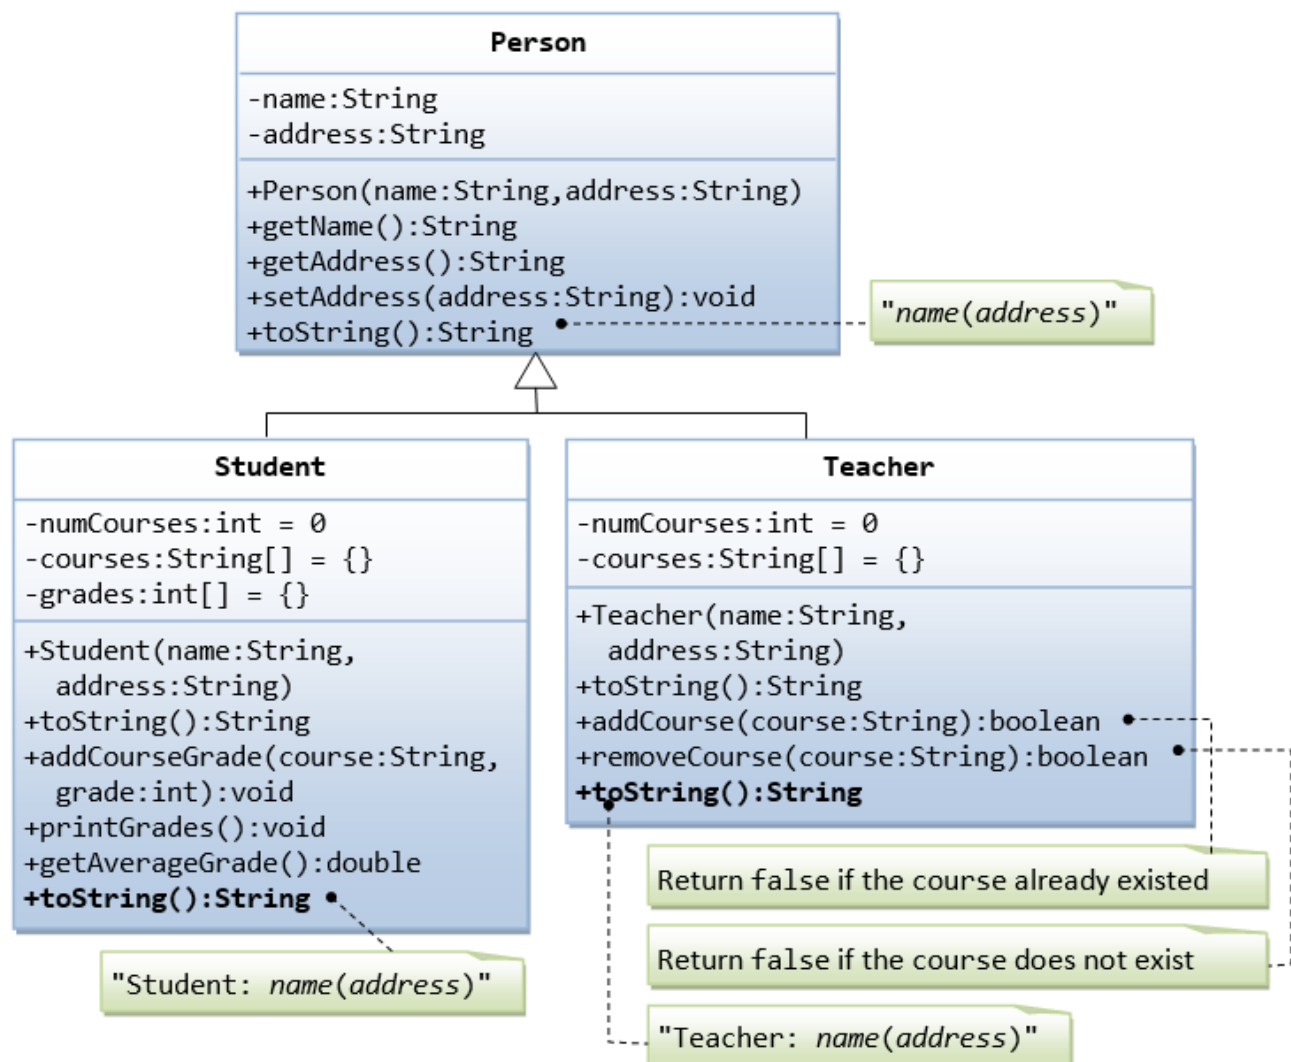 Person
-name:String
-address:String
+Person(name:String,address:String)
+getName():String
+getAddress():String
+setAddress(address:String):void
+toString():String
"name(address)"
Student
-numCourses:int = 0
-courses:String[] = {}
-grades:int[] = {}
+Student(name:String,
address:String)
+toString():String
+addCourseGrade(course:String,
grade:int):void
+printGrades():void
+getAverageGrade():double
+toString():String
"Student: name(address)"
Teacher
-numCourses:int = 0
-courses:String[] = {}
+Teacher(name:String,
address:String)
+toString():String
+addCourse(course:String):boolean
+removeCourse(course:String):boolean
+toString():String
Return false if the course already existed
Return false if the course does not exist
"Teacher: name(address)"